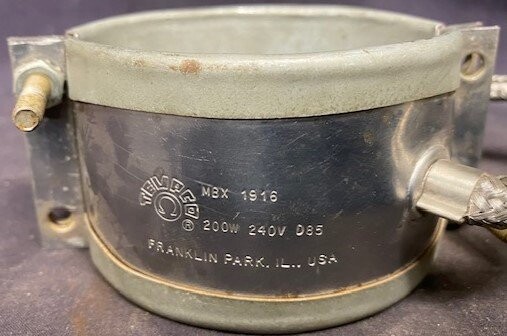 MBX 1916
TEMPCO
Ω
®
200W 240V D85
FRANKLIN PARK, IL., USA